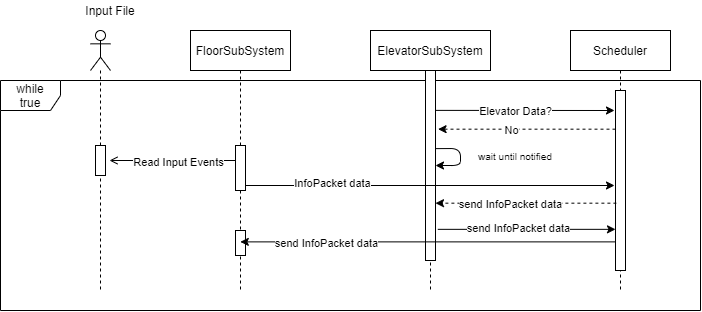 Input File
FloorSubSystem
ElevatorSubSystem
Scheduler
while
true
Elevator Data?
No
wait until notified
Read Input Events
InfoPacket data
send InfoPacket data
send InfoPacket data
send InfoPacket data